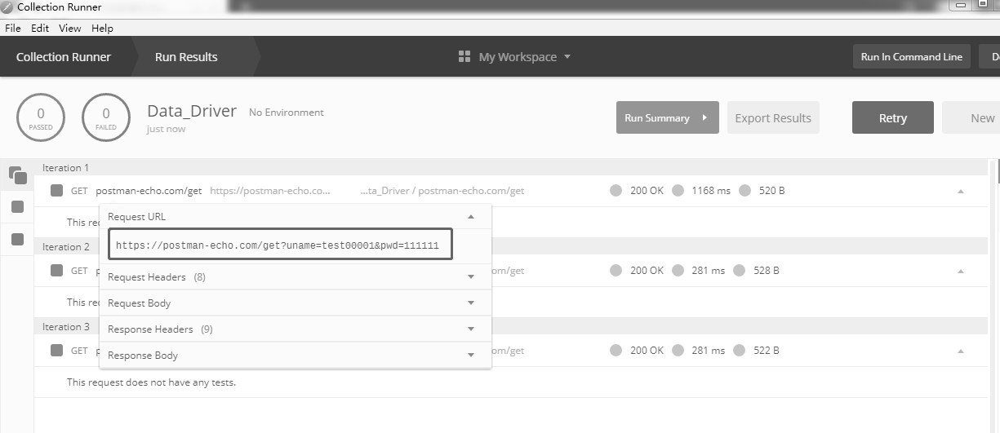 Collection Runner
File Edit View Help
Collection Runner Run Results My Workspace Run In Command Line
0 PASSED 0 FAILED Data_Driver No Environment
just now
Run Summary Export Results Retry New
Iteration 1
GET postman-echo.com/get https://postman-echo.co... ...ta_Driver / postman-echo.com/get 200 OK 1168 ms 520 B
This req
Request URL
https://postman-echo.com/get?uname=test00001&pwd=111111
Iteration 2
GET om/get 200 OK 281 ms 528 B
Request Headers (8)
This req
Request Body
Iteration 3
Response Headers (9)
GET om/get 200 OK 281 ms 522 B
Response Body
This request does not have any tests.